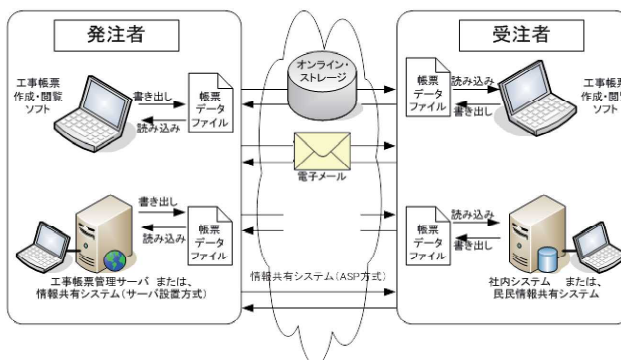 発注者
工事帳票
作成・閲覧
ソフト
書き出し
読み込み
帳票
データ
ファイル
書き出し
読み込み
帳票
データ
ファイル
工事帳票管理サーバ または、
情報共有システム(サーバ設置方式)
オンライン・
ストレージ
電子メール
情報共有システム(ASP方式)
受注者
帳票
データ
ファイル
読み込み
書き出し
工事帳票
作成・閲覧
ソフト
帳票
データ
ファイル
読み込み
書き出し
社内システム または、
民民情報共有システム